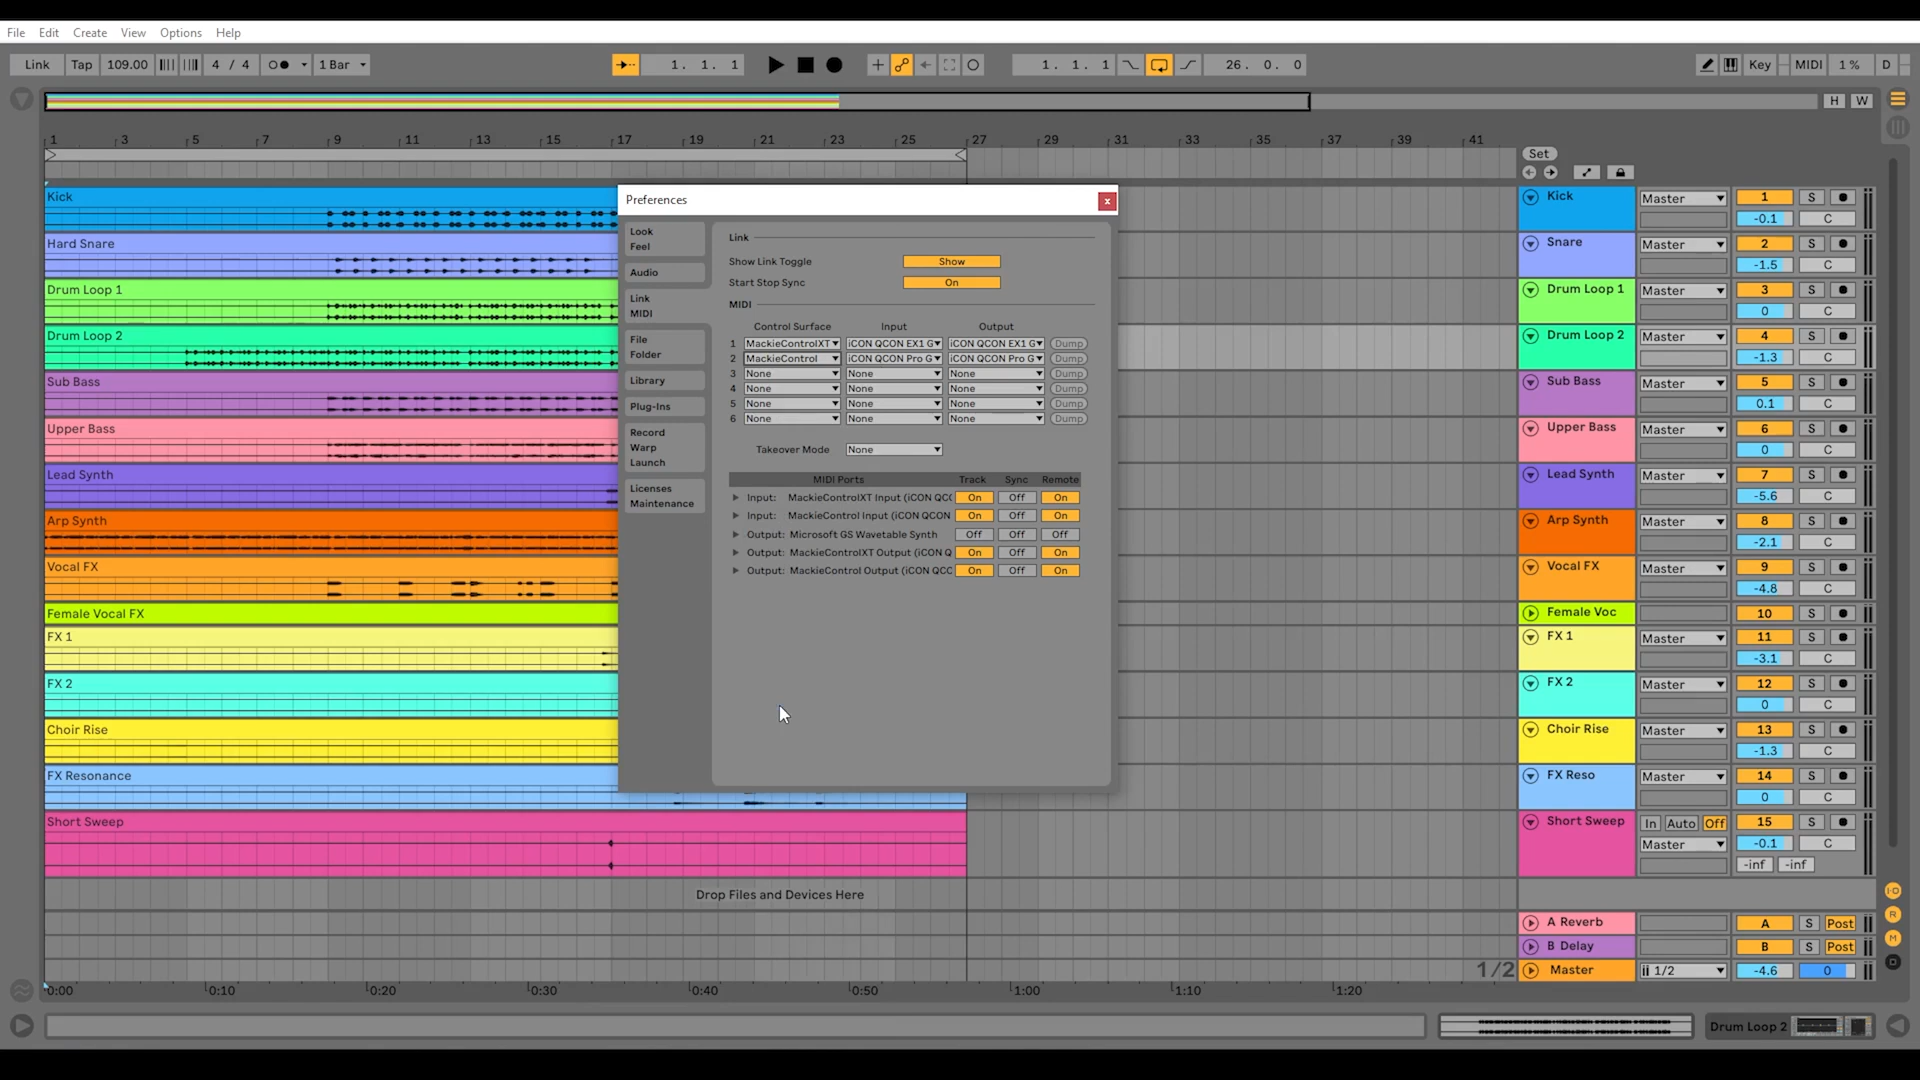 File Edit Create View Options Help
Link Tap 109.00 4 / 4 1 Bar 1. 1. 1 1. 1. 1 26. 0. 0 Key MIDI 1 % D
H W
1 3 5 7 9 11 13 15 17 19 21 23 25 27 29 31 33 35 37 39 41
Set
Kick
Hard Snare
Drum Loop 1
Drum Loop 2
Sub Bass
Upper Bass
Lead Synth
Arp Synth
Vocal FX
Female Vocal FX
FX 1
FX 2
Choir Rise
FX Resonance
Short Sweep
Drop Files and Devices Here
Preferences x
Look
Feel
Audio
Link
MIDI
File
Folder
Library
Plug-Ins
Record
Warp
Launch
Licenses
Maintenance
Link
Show Link Toggle Show
Start Stop Sync On
MIDI
Control Surface Input Output
1 MackieControlXT iCON QCON EX1 G iCON QCON EX1 G Dump
2 MackieControl iCON QCON Pro G iCON QCON Pro G Dump
3 None None None Dump
4 None None None Dump
5 None None None Dump
6 None None None Dump
Takeover Mode None
MIDI Ports Track Sync Remote
Input: MackieControlXT Input (iCON QC On Off On
Input: MackieControl Input (iCON QCON On Off On
Output: Microsoft GS Wavetable Synth Off Off Off
Output: MackieControlXT Output (iCON Q On Off On
Output: MackieControl Output (iCON QCC On Off On
Kick Master 1 S
-0.1 C
Snare Master 2 S
-1.5 C
Drum Loop 1 Master 3 S
0 C
Drum Loop 2 Master 4 S
-1.3 C
Sub Bass Master 5 S
0.1 C
Upper Bass Master 6 S
0 C
Lead Synth Master 7 S
-5.6 C
Arp Synth Master 8 S
-2.1 C
Vocal FX Master 9 S
-4.8 C
Female Voc 10 S
FX 1 Master 11 S
-3.1 C
FX 2 Master 12 S
0 C
Choir Rise Master 13 S
-1.3 C
FX Reso Master 14 S
0 C
Short Sweep In Auto Off 15 S
Master -0.1 C
-inf -inf
A Reverb A S Post
B Delay B S Post
1/2 Master 1/2 -4.6 0
I·O
R
M
D
0:00 0:10 0:20 0:30 0:40 0:50 1:00 1:10 1:20
Drum Loop 2